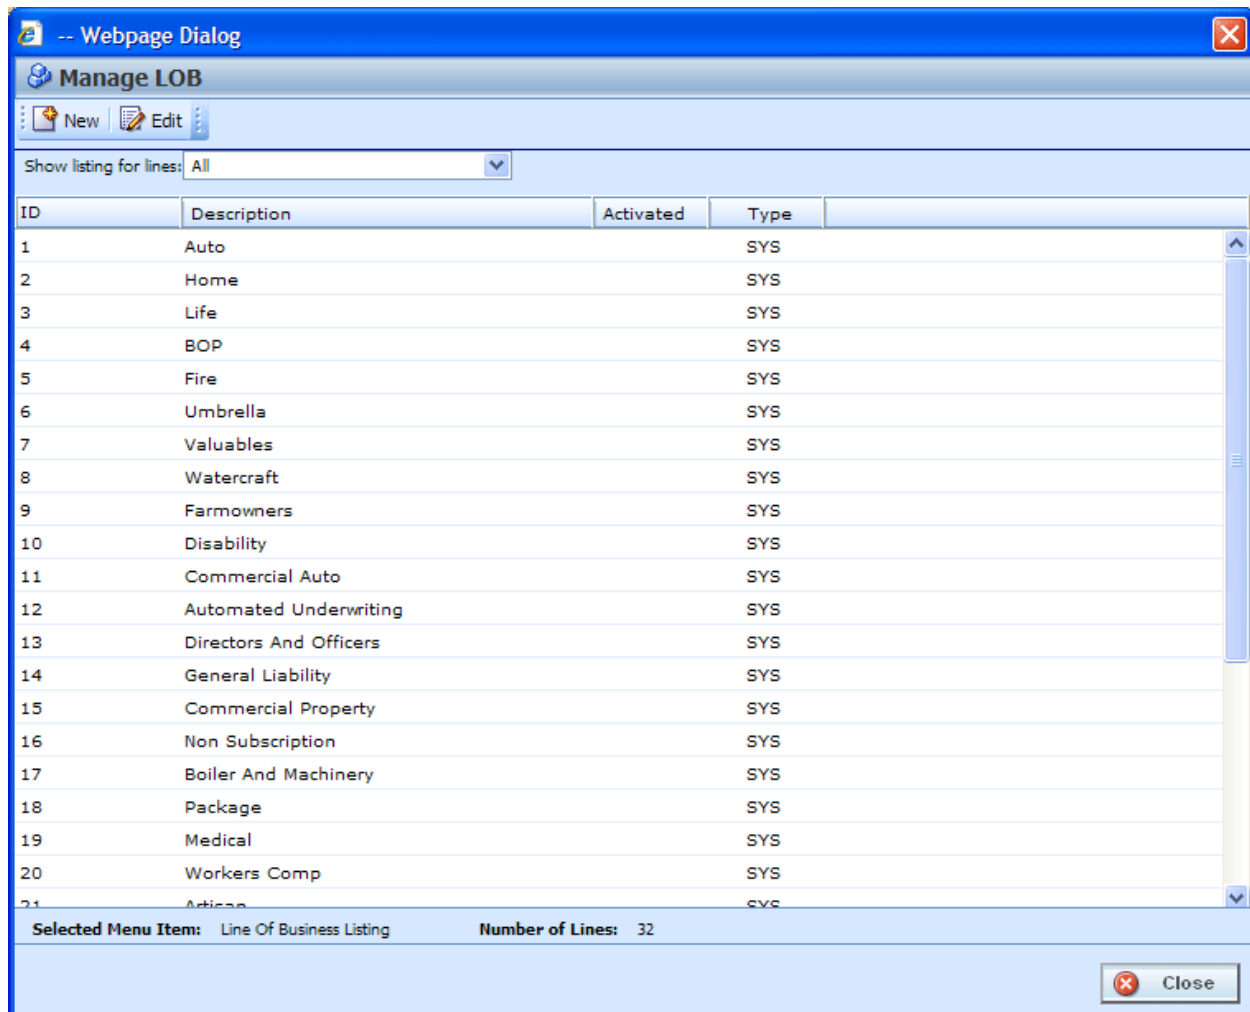 -- Webpage Dialog
Manage LOB
New Edit
Show listing for lines: All
ID Description Activated Type
1 Auto SYS
2 Home SYS
3 Life SYS
4 BOP SYS
5 Fire SYS
6 Umbrella SYS
7 Valuables SYS
8 Watercraft SYS
9 Farmowners SYS
10 Disability SYS
11 Commercial Auto SYS
12 Automated Underwriting SYS
13 Directors And Officers SYS
14 General Liability SYS
15 Commercial Property SYS
16 Non Subscription SYS
17 Boiler And Machinery SYS
18 Package SYS
19 Medical SYS
20 Workers Comp SYS
21 Artisan SYS
Selected Menu Item: Line Of Business Listing Number of Lines: 32
Close